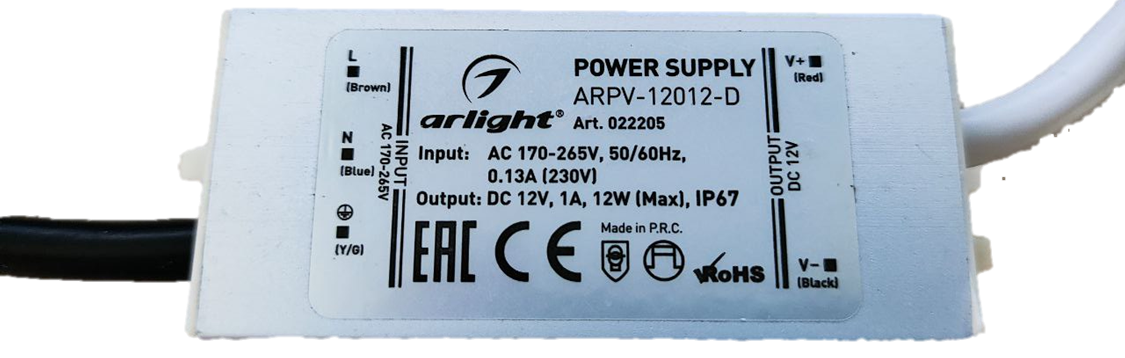 L
(Brown)
N
(Blue)
(Y/G)
AC 170-265V
INPUT
arlight®
POWER SUPPLY
ARPV-12012-D
Art. 022205
Input: AC 170-265V, 50/60Hz,
0.13A (230V)
Output: DC 12V, 1A, 12W (Max), IP67
EAC CE
Made in P.R.C.
RoHS
OUTPUT
DC 12V
V+
(Red)
V-
(Black)